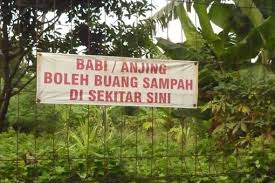 BABI / ANJING
BOLEH BUANG SAMPAH
DI SEKITAR SINI